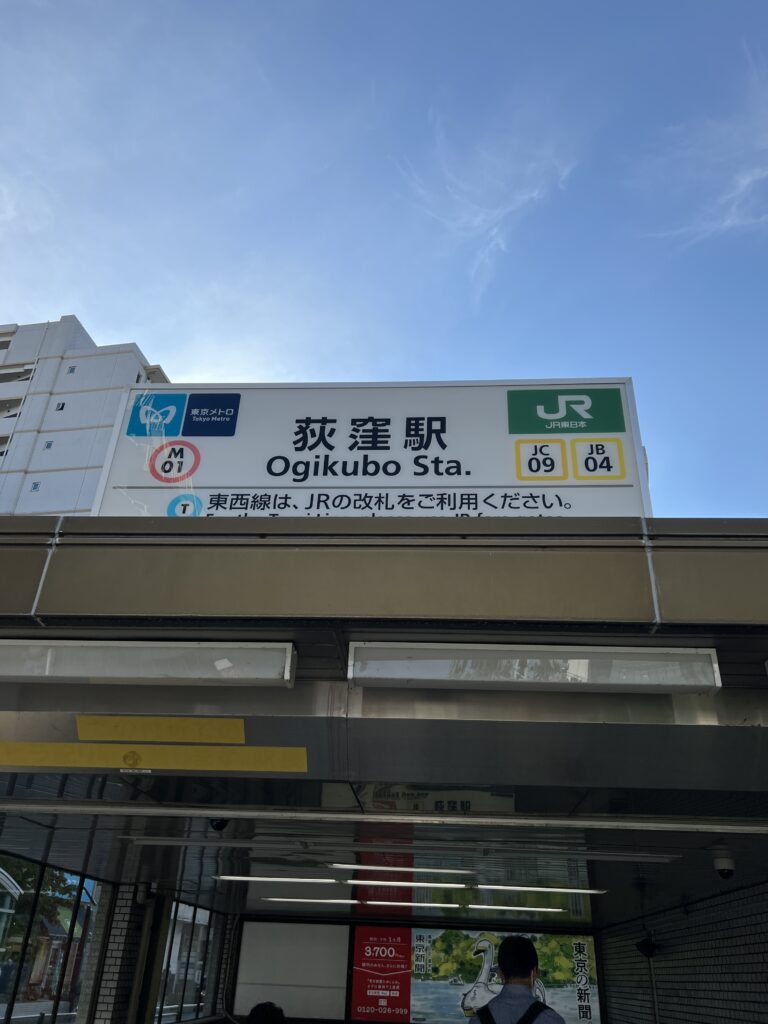 東京メトロ
Tokyo Metro
M
01
荻窪駅
Ogikubo Sta.
JR
JR東日本
JC
09
JB
04
T
東西線は、JRの改札をご利用ください。
荻窪駅
3,700
0120-026-999
東京新聞
東京の新聞